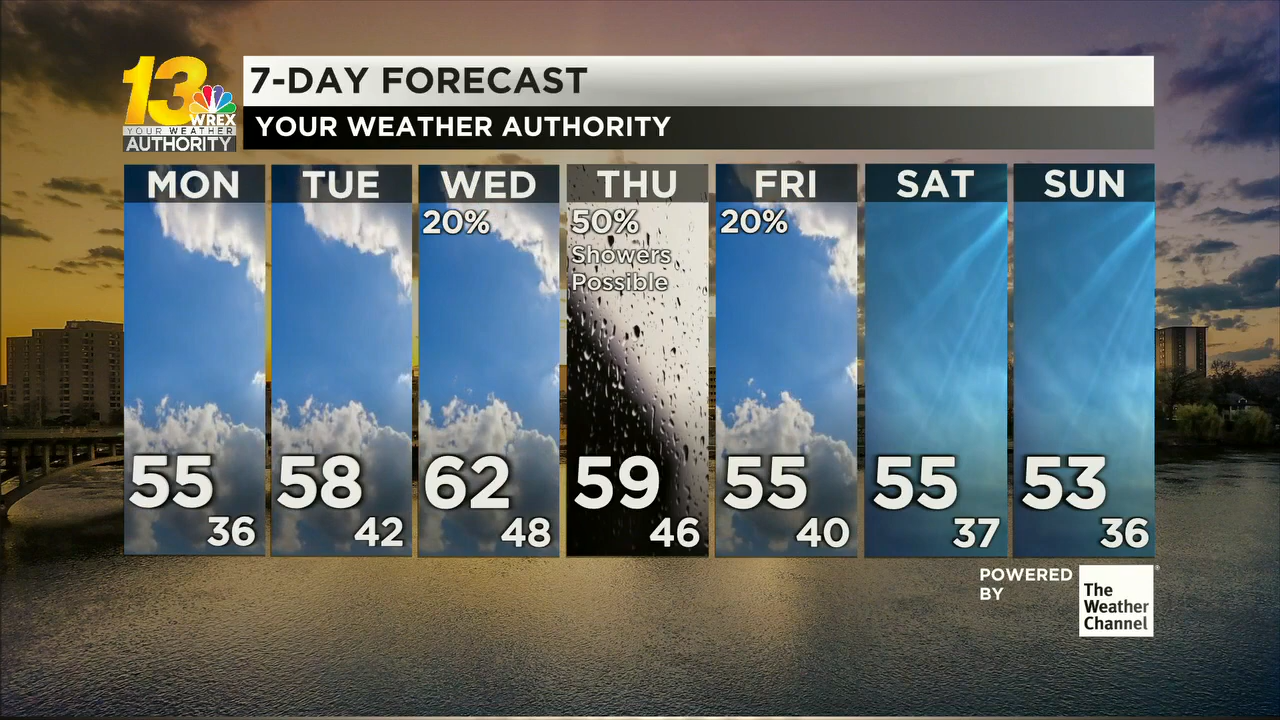 13
WREX
YOUR WEATHER
AUTHORITY
7-DAY FORECAST
YOUR WEATHER AUTHORITY
MON
55
36
TUE
58
42
WED
20%
62
48
THU
50%
Showers
Possible
59
46
FRI
20%
55
40
SAT
55
37
SUN
53
36
POWERED
BY
The
Weather
Channel
®